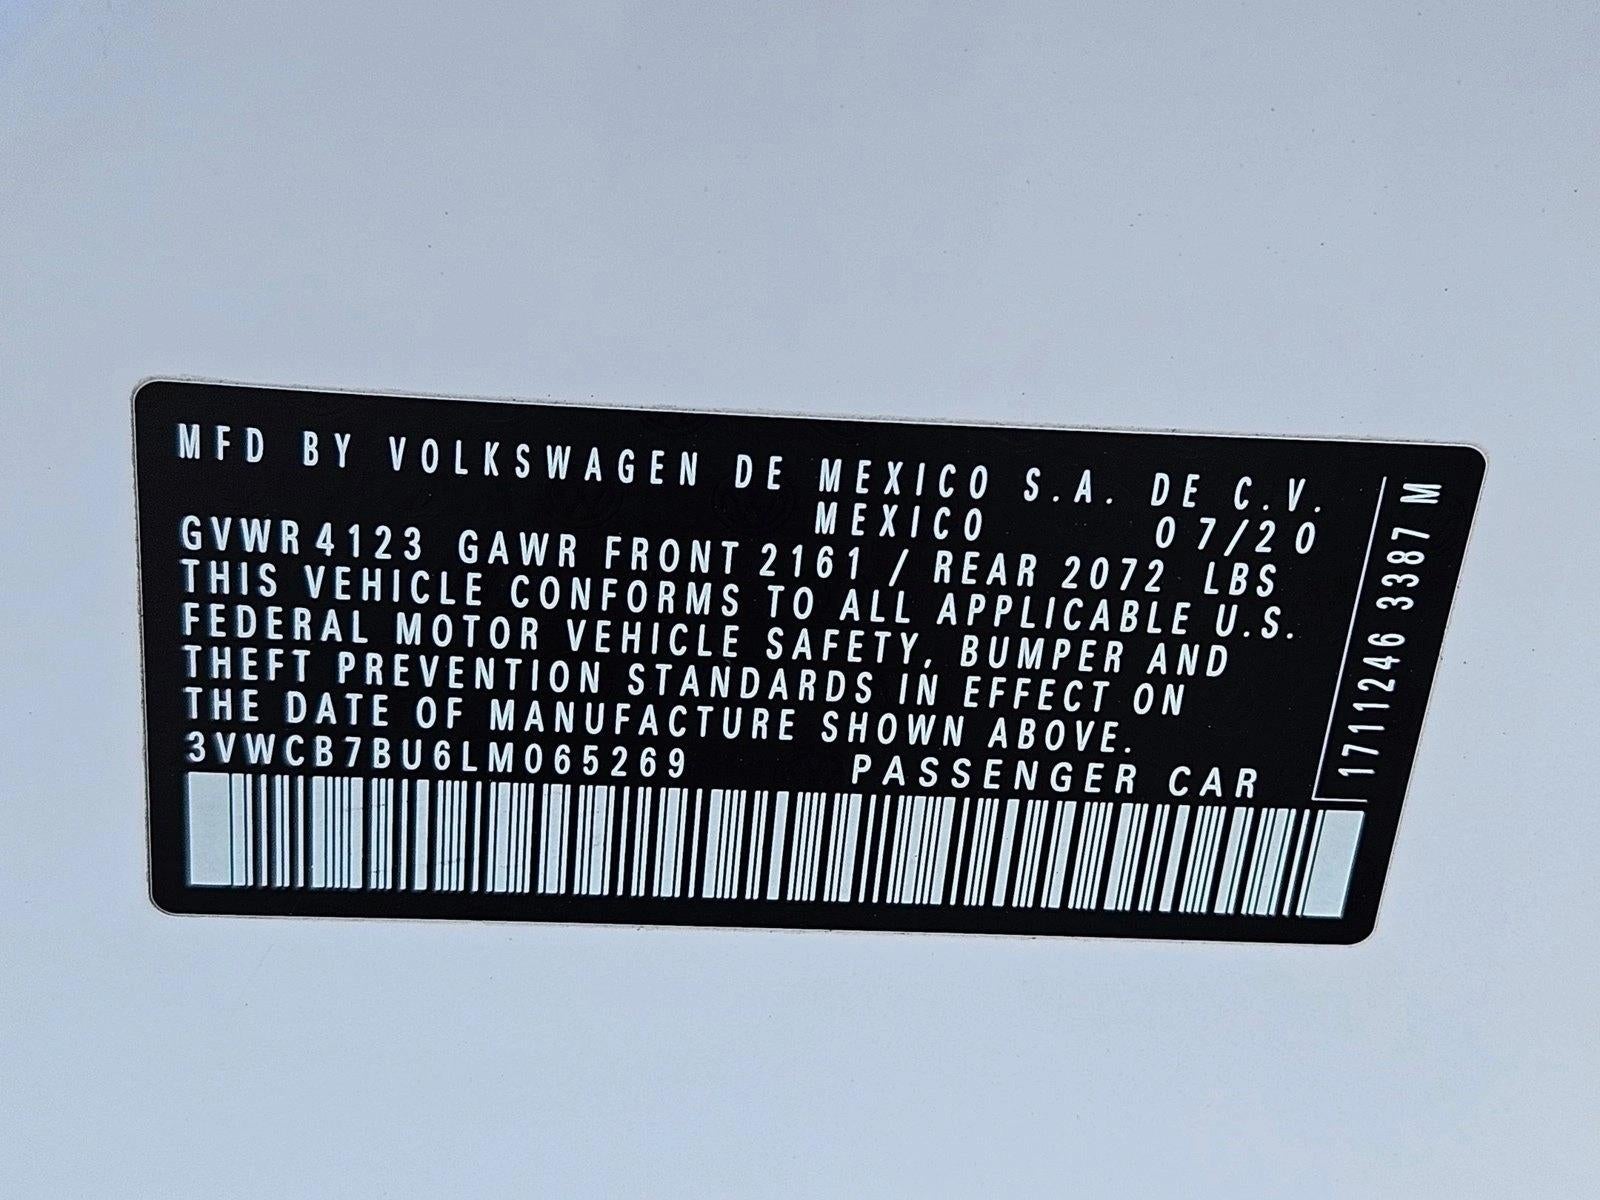 MFD BY VOLKSWAGEN DE MEXICO S.A. DE C.V.
MEXICO 07/20
GVWR 4123 GAWR FRONT 2161 / REAR 2072 LBS
THIS VEHICLE CONFORMS TO ALL APPLICABLE U.S.
FEDERAL MOTOR VEHICLE SAFETY, BUMPER AND
THEFT PREVENTION STANDARDS IN EFFECT ON
THE DATE OF MANUFACTURE SHOWN ABOVE.
3VWCB7BU6LM065269 PASSENGER CAR
1711246 3387 M